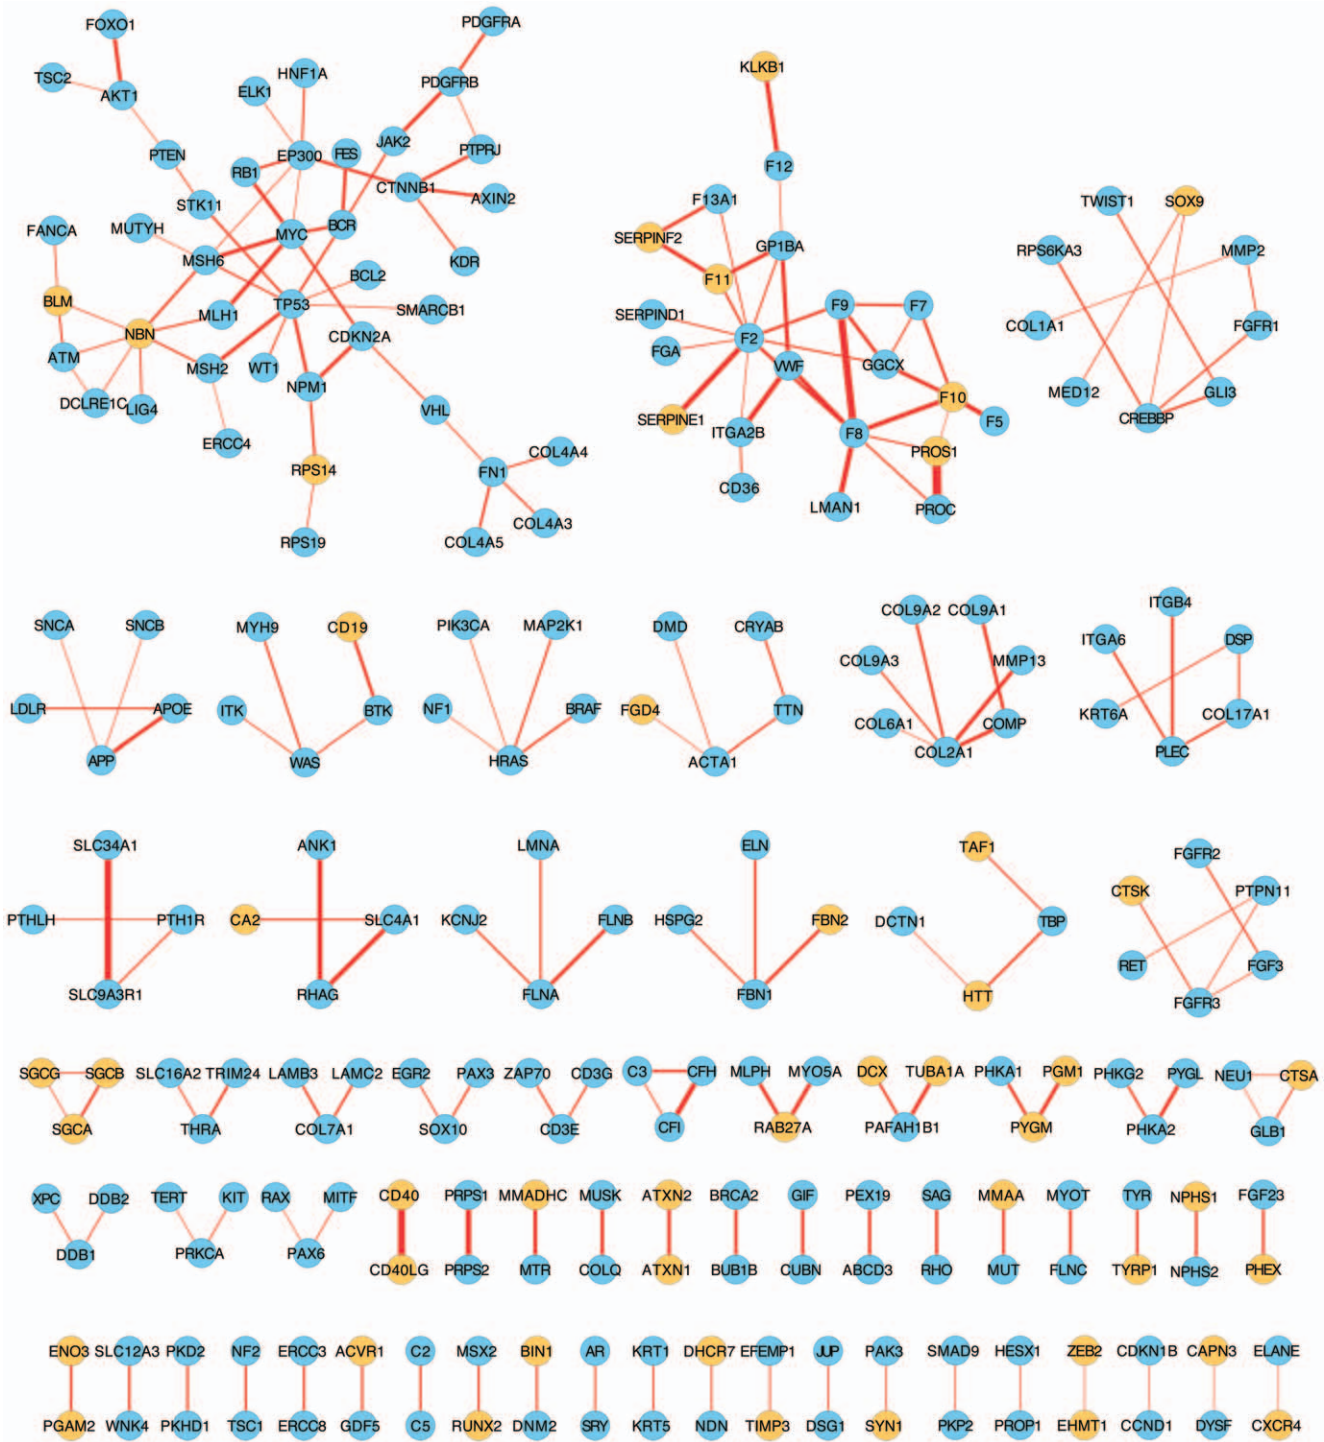 FOXO1
PDGFRA
TSC2
AKT1
ELK1
HNF1A
PDGFRB
PTEN
RB1
EP300
FES
JAK2
PTPRJ
CTNNB1
AXIN2
STK11
FANCA
MUTYH
MYC
BCR
MSH6
KDR
BCL2
BLM
TP53
SMARCB1
NBN
MLH1
CDKN2A
ATM
MSH2
WT1
NPM1
DCLRE1C
LIG4
VHL
ERCC4
RPS14
FN1
COL4A4
COL4A3
RPS19
COL4A5
KLKB1
F12
F13A1
SERPINF2
GP1BA
F11
SERPIND1
F9
F7
F2
FGA
VWF
GGCX
F10
SERPINE1
ITGA2B
F8
F5
PROS1
CD36
LMAN1
PROC
TWIST1
SOX9
RPS6KA3
MMP2
COL1A1
FGFR1
MED12
GLI3
CREBBP
SNCA
SNCB
LDLR
APOE
APP
MYH9
CD19
ITK
BTK
WAS
PIK3CA
MAP2K1
NF1
BRAF
HRAS
DMD
CRYAB
FGD4
TTN
ACTA1
COL9A2
COL9A1
COL9A3
MMP13
COL6A1
COMP
COL2A1
ITGB4
ITGA6
DSP
KRT6A
COL17A1
PLEC
SLC34A1
PTHLH
PTH1R
SLC9A3R1
ANK1
CA2
SLC4A1
RHAG
LMNA
KCNJ2
FLNB
FLNA
ELN
HSPG2
FBN2
FBN1
TAF1
DCTN1
TBP
HTT
FGFR2
CTSK
PTPN11
RET
FGF3
FGFR3
SGCG
SGCB
SGCA
SLC16A2
TRIM24
THRA
LAMB3
LAMC2
COL7A1
EGR2
PAX3
SOX10
ZAP70
CD3G
CD3E
C3
CFH
CFI
MLPH
MYO5A
RAB27A
DCX
TUBA1A
PAFAH1B1
PHKA1
PGM1
PYGM
PHKG2
PYGL
PHKA2
NEU1
CTSA
GLB1
XPC
DDB2
DDB1
TERT
KIT
PRKCA
RAX
MITF
PAX6
CD40
CD40LG
PRPS1
PRPS2
MMADHC
MTR
MUSK
COLQ
ATXN2
ATXN1
BRCA2
BUB1B
GIF
CUBN
PEX19
ABCD3
SAG
RHO
MMAA
MUT
MYOT
FLNC
TYR
TYRP1
NPHS1
NPHS2
FGF23
PHEX
ENO3
PGAM2
SLC12A3
WNK4
PKD2
PKHD1
NF2
TSC1
ERCC3
ERCC8
ACVR1
GDF5
C2
C5
MSX2
RUNX2
BIN1
DNM2
AR
SRY
KRT1
KRT5
DHCR7
NDN
EFEMP1
TIMP3
JUP
DSG1
PAK3
SYN1
SMAD9
PKP2
HESX1
PROP1
ZEB2
EHMT1
CDKN1B
CCND1
CAPN3
DYSF
ELANE
CXCR4